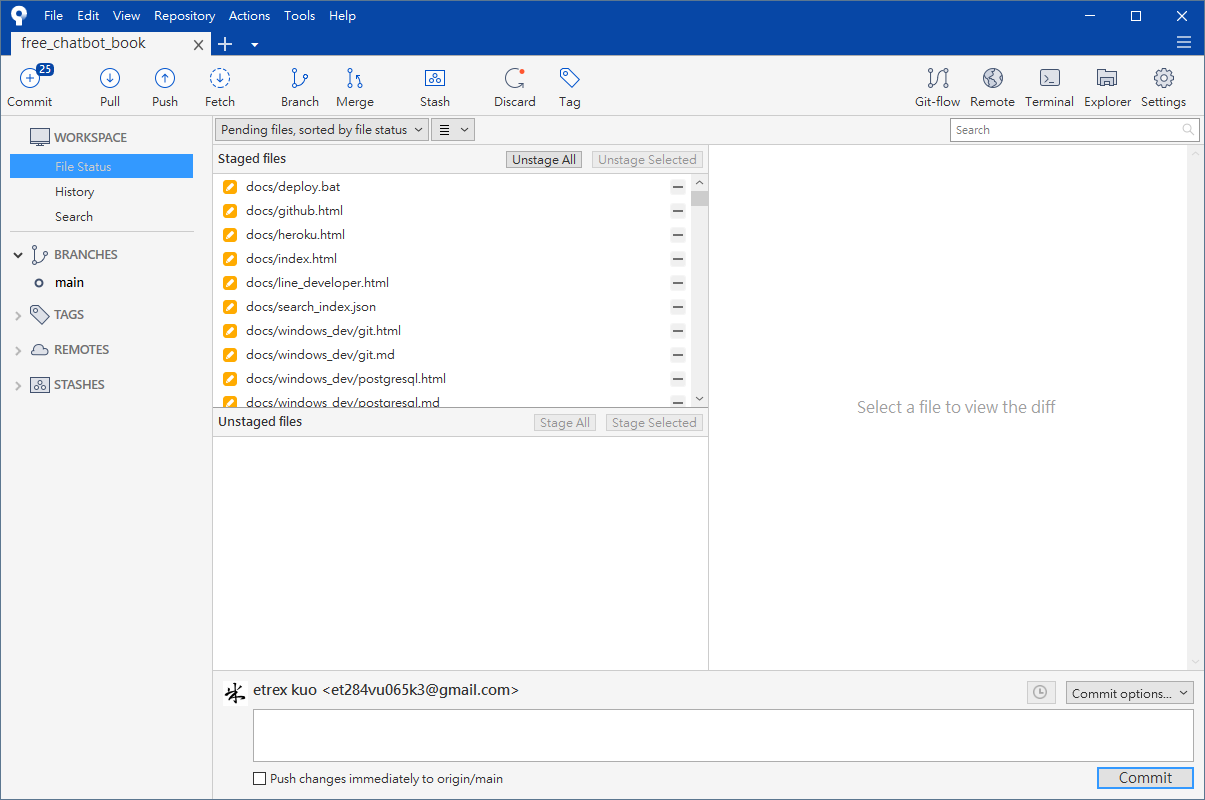 File Edit View Repository Actions Tools Help
free_chatbot_book
25
Commit Pull Push Fetch Branch Merge Stash Discard Tag Git-flow Remote Terminal Explorer Settings
WORKSPACE
File Status
History
Search
BRANCHES
main
TAGS
REMOTES
STASHES
Pending files, sorted by file status
Search
Staged files Unstage All Unstage Selected
docs/deploy.bat
docs/github.html
docs/heroku.html
docs/index.html
docs/line_developer.html
docs/search_index.json
docs/windows_dev/git.html
docs/windows_dev/git.md
docs/windows_dev/postgresql.html
docs/windows_dev/postgresql.md
Unstaged files Stage All Stage Selected
Select a file to view the diff
etrex kuo <et284vu065k3@gmail.com>
Commit options...
Push changes immediately to origin/main
Commit